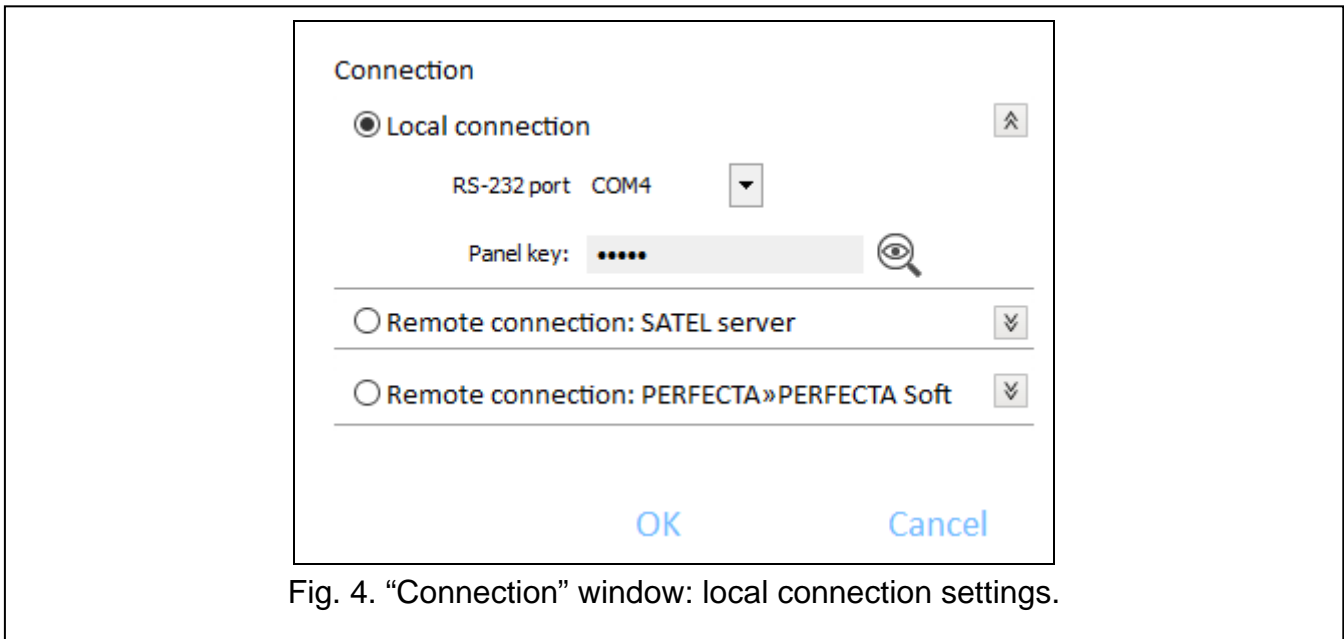 Connection
Local connection
RS-232 port COM4
Panel key: •••••
Remote connection: SATEL server
Remote connection: PERFECTA»PERFECTA Soft
OK Cancel
Fig. 4. “Connection” window: local connection settings.